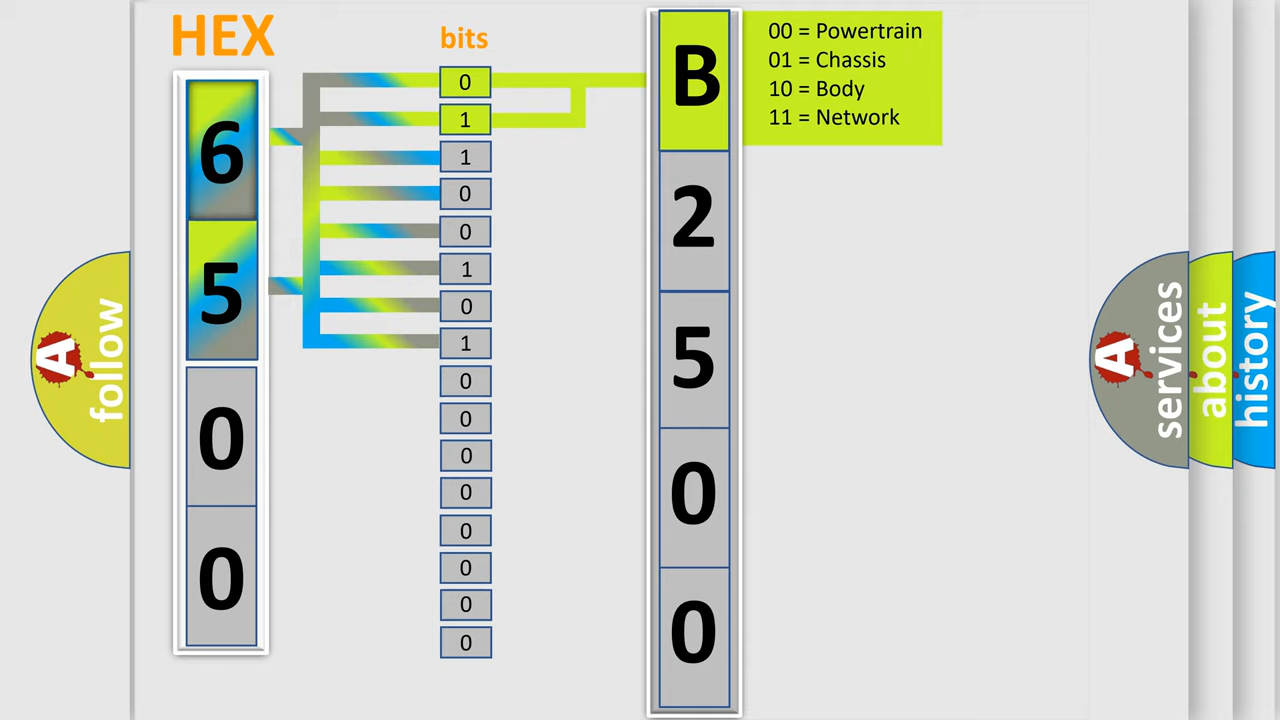 HEX
bits
6
5
0
0
0
1
1
0
0
1
0
1
0
0
0
0
0
0
0
0
B
2
5
0
0
00 = Powertrain
01 = Chassis
10 = Body
11 = Network
A
follow
A
services
about
history